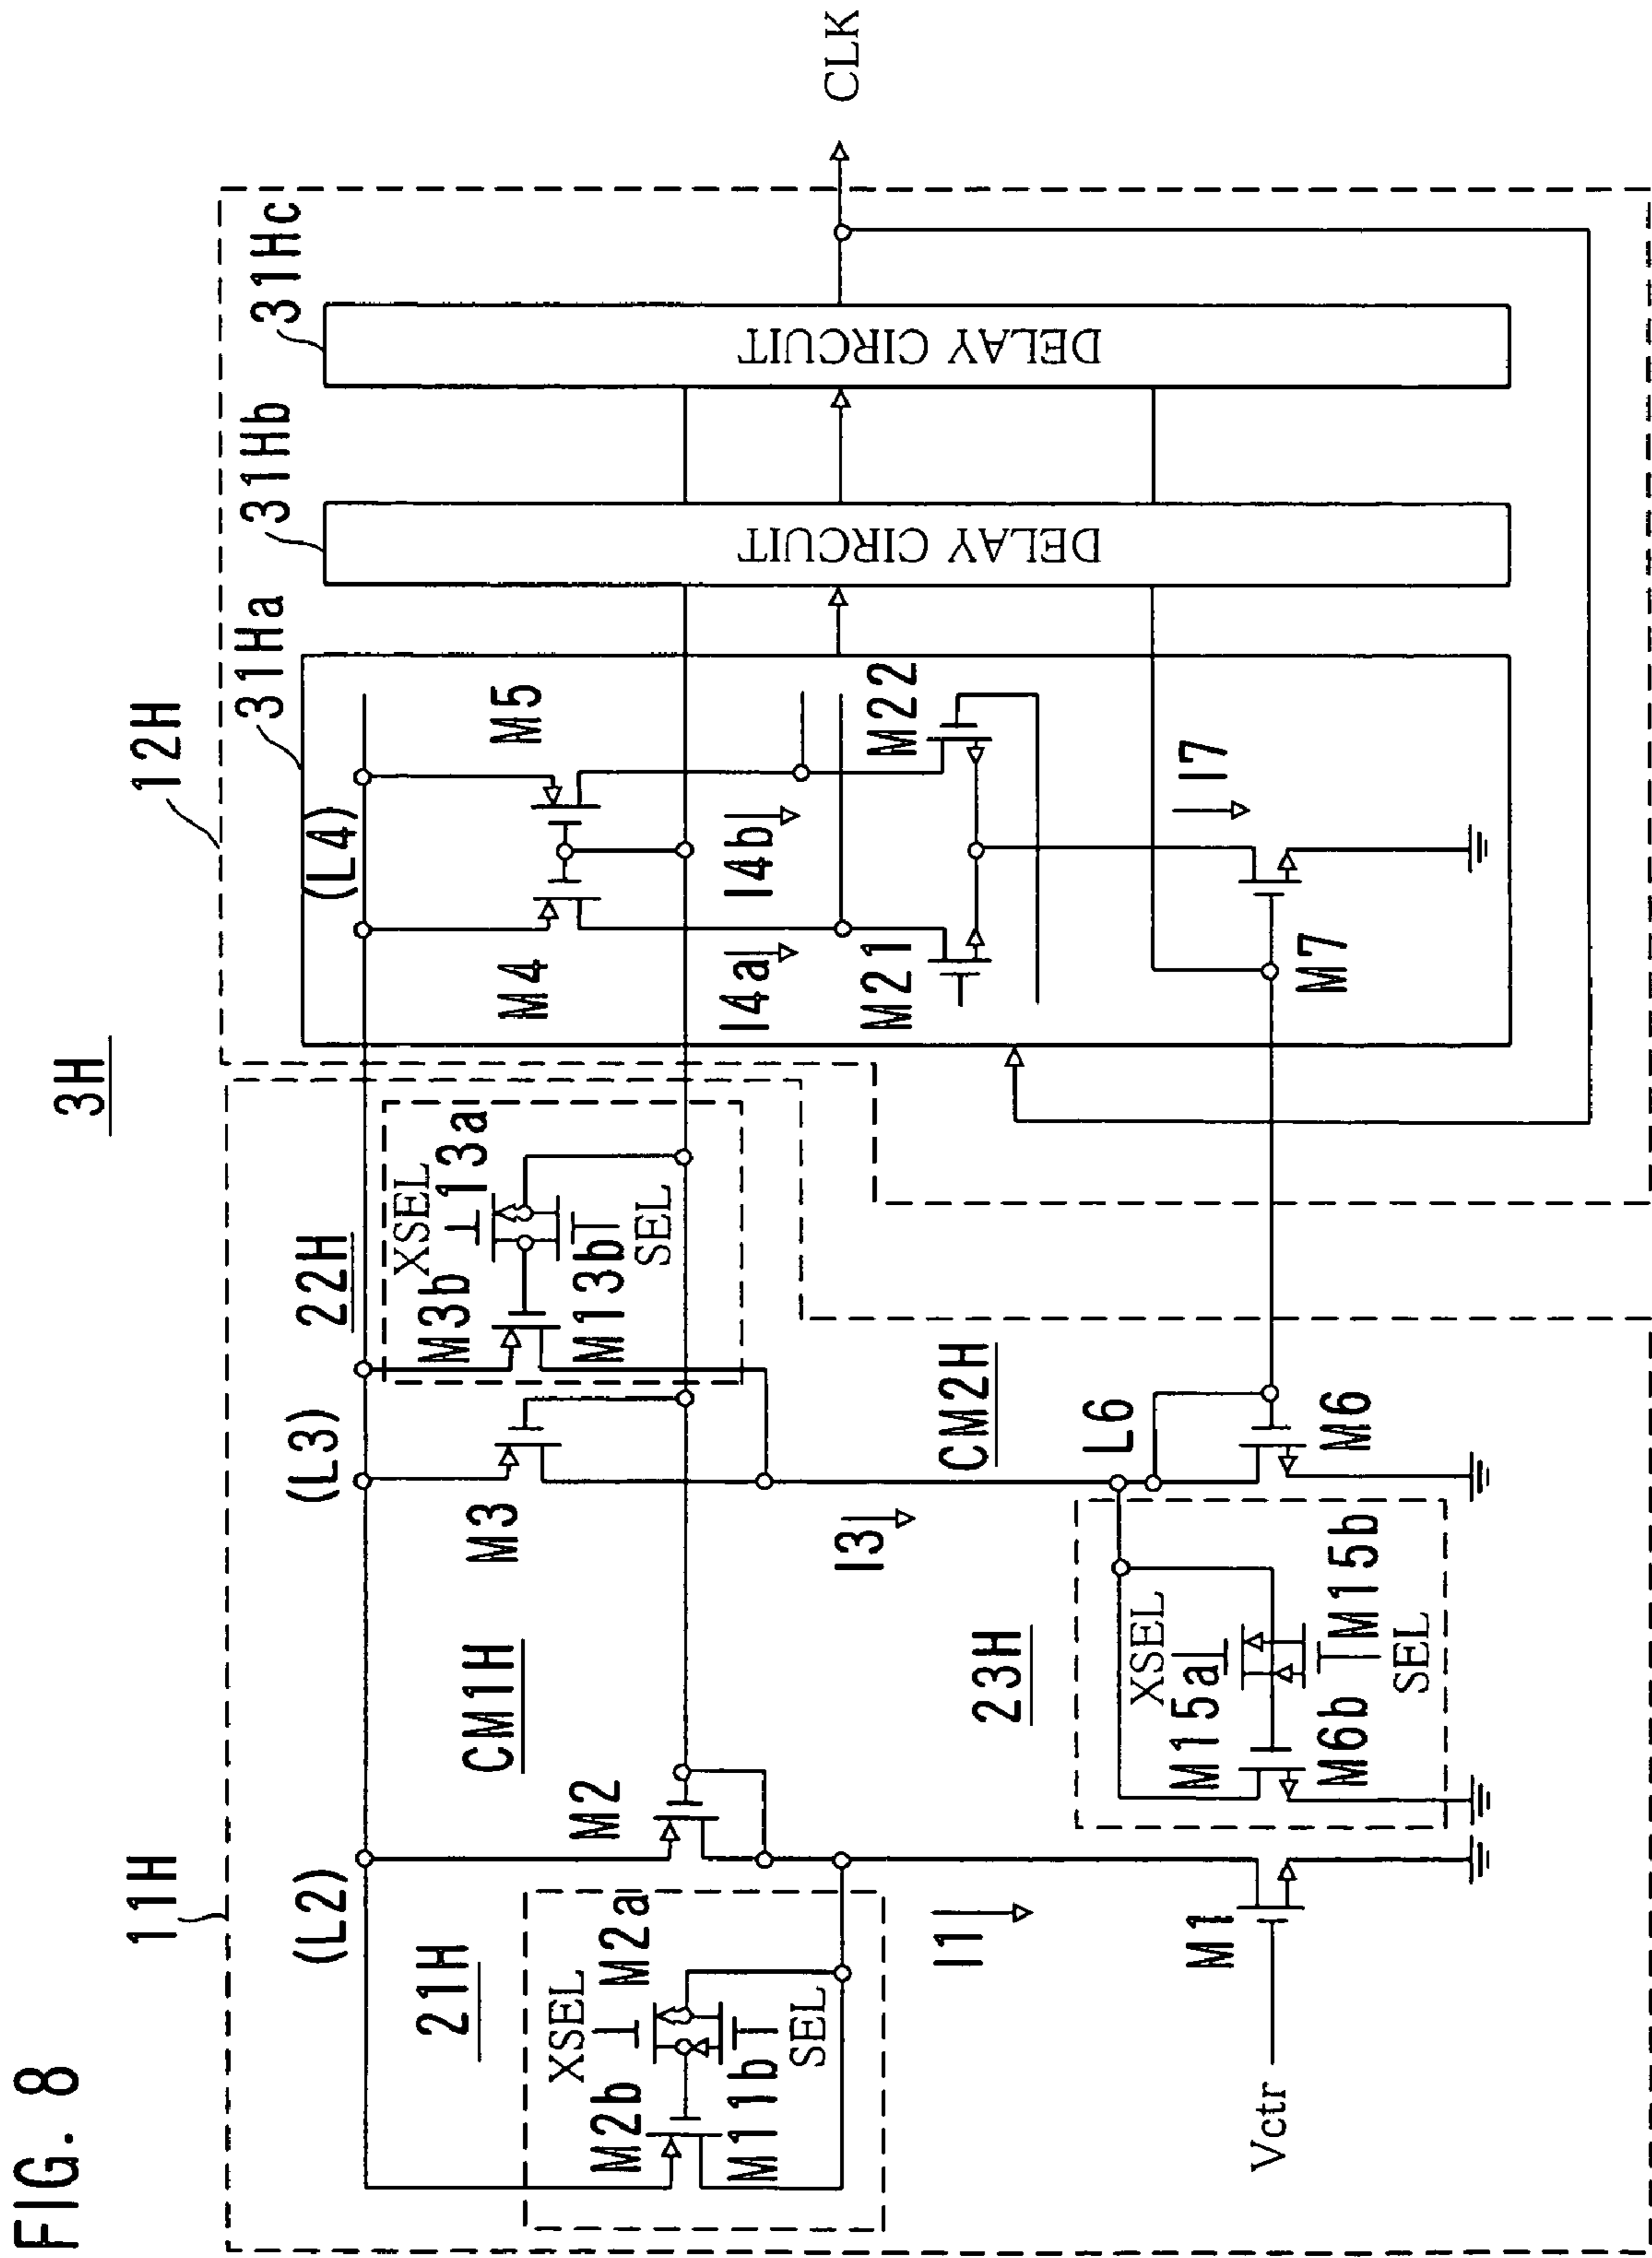 FIG. 8
3H
11H
12H
(L2)
(L3)
(L4)
21H
22H
31Ha
31Hb
31Hc
XSEL
M2a
M2b
M11b
SEL
M2
CM1H
M3
XSEL
13a
M3b
M13b
SEL
M4
M5
DELAY CIRCUIT
DELAY CIRCUIT
CLK
I1
I3
I4a
I4b
M21
M22
I7
CM2H
L6
23H
XSEL
M15a
M15b
M6b
SEL
Vctr
M1
M6
M7